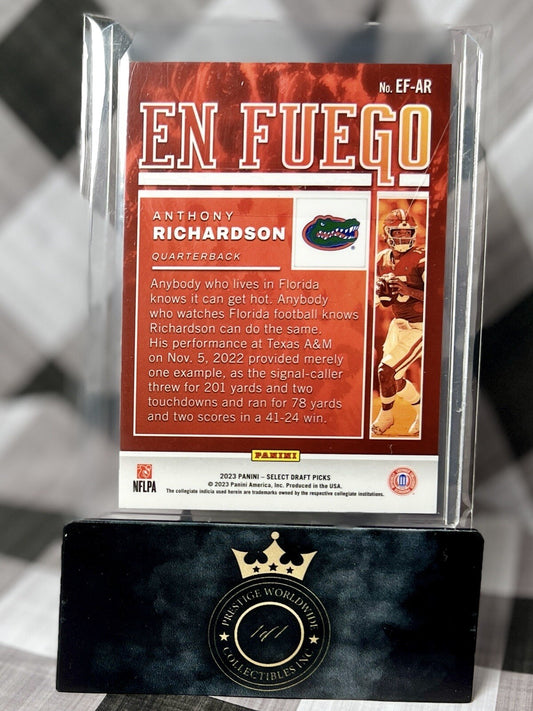 No. EF-AR
EN FUEGO
ANTHONY
RICHARDSON
QUARTERBACK
Anybody who lives in Florida
knows it can get hot. Anybody
who watches Florida football knows
Richardson can do the same.
His performance at Texas A&M
on Nov. 5, 2022 provided merely
one example, as the signal-caller
threw for 201 yards and two
touchdowns and ran for 78 yards
and two scores in a 41-24 win.
PANINI
NFLPA
2023 PANINI – SELECT DRAFT PICKS
© 2023 Panini America, Inc. Produced in the USA.
The collegiate indicia used herein are trademarks owned by the respective collegiate institutions.
PRESTIGE WORLDWIDE
1of1
COLLECTIBLES INC